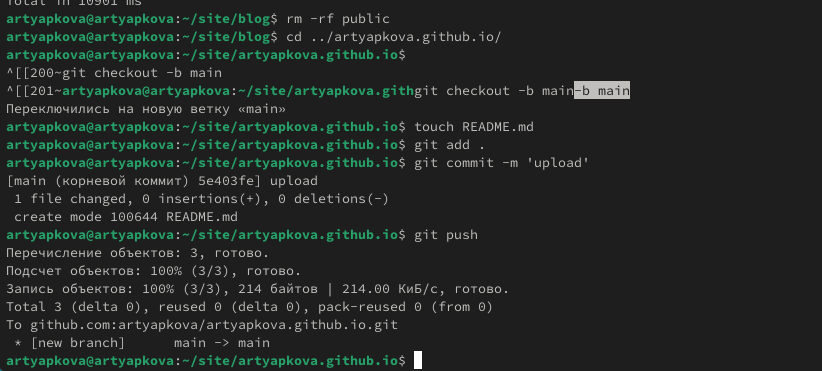 Total in 10901 ms
artyapkova@artyapkova:~/site/blog$ rm -rf public
artyapkova@artyapkova:~/site/blog$ cd ../artyapkova.github.io/
artyapkova@artyapkova:~/site/artyapkova.github.io$
^[[200~git checkout -b main
^[[201~artyapkova@artyapkova:~/site/artyapkova.githgit checkout -b main-b main
Переключились на новую ветку «main»
artyapkova@artyapkova:~/site/artyapkova.github.io$ touch README.md
artyapkova@artyapkova:~/site/artyapkova.github.io$ git add .
artyapkova@artyapkova:~/site/artyapkova.github.io$ git commit -m 'upload'
[main (корневой коммит) 5e403fe] upload
 1 file changed, 0 insertions(+), 0 deletions(-)
 create mode 100644 README.md
artyapkova@artyapkova:~/site/artyapkova.github.io$ git push
Перечисление объектов: 3, готово.
Подсчет объектов: 100% (3/3), готово.
Запись объектов: 100% (3/3), 214 байтов | 214.00 КиБ/с, готово.
Total 3 (delta 0), reused 0 (delta 0), pack-reused 0 (from 0)
To github.com:artyapkova/artyapkova.github.io.git
 * [new branch]      main -> main
artyapkova@artyapkova:~/site/artyapkova.github.io$